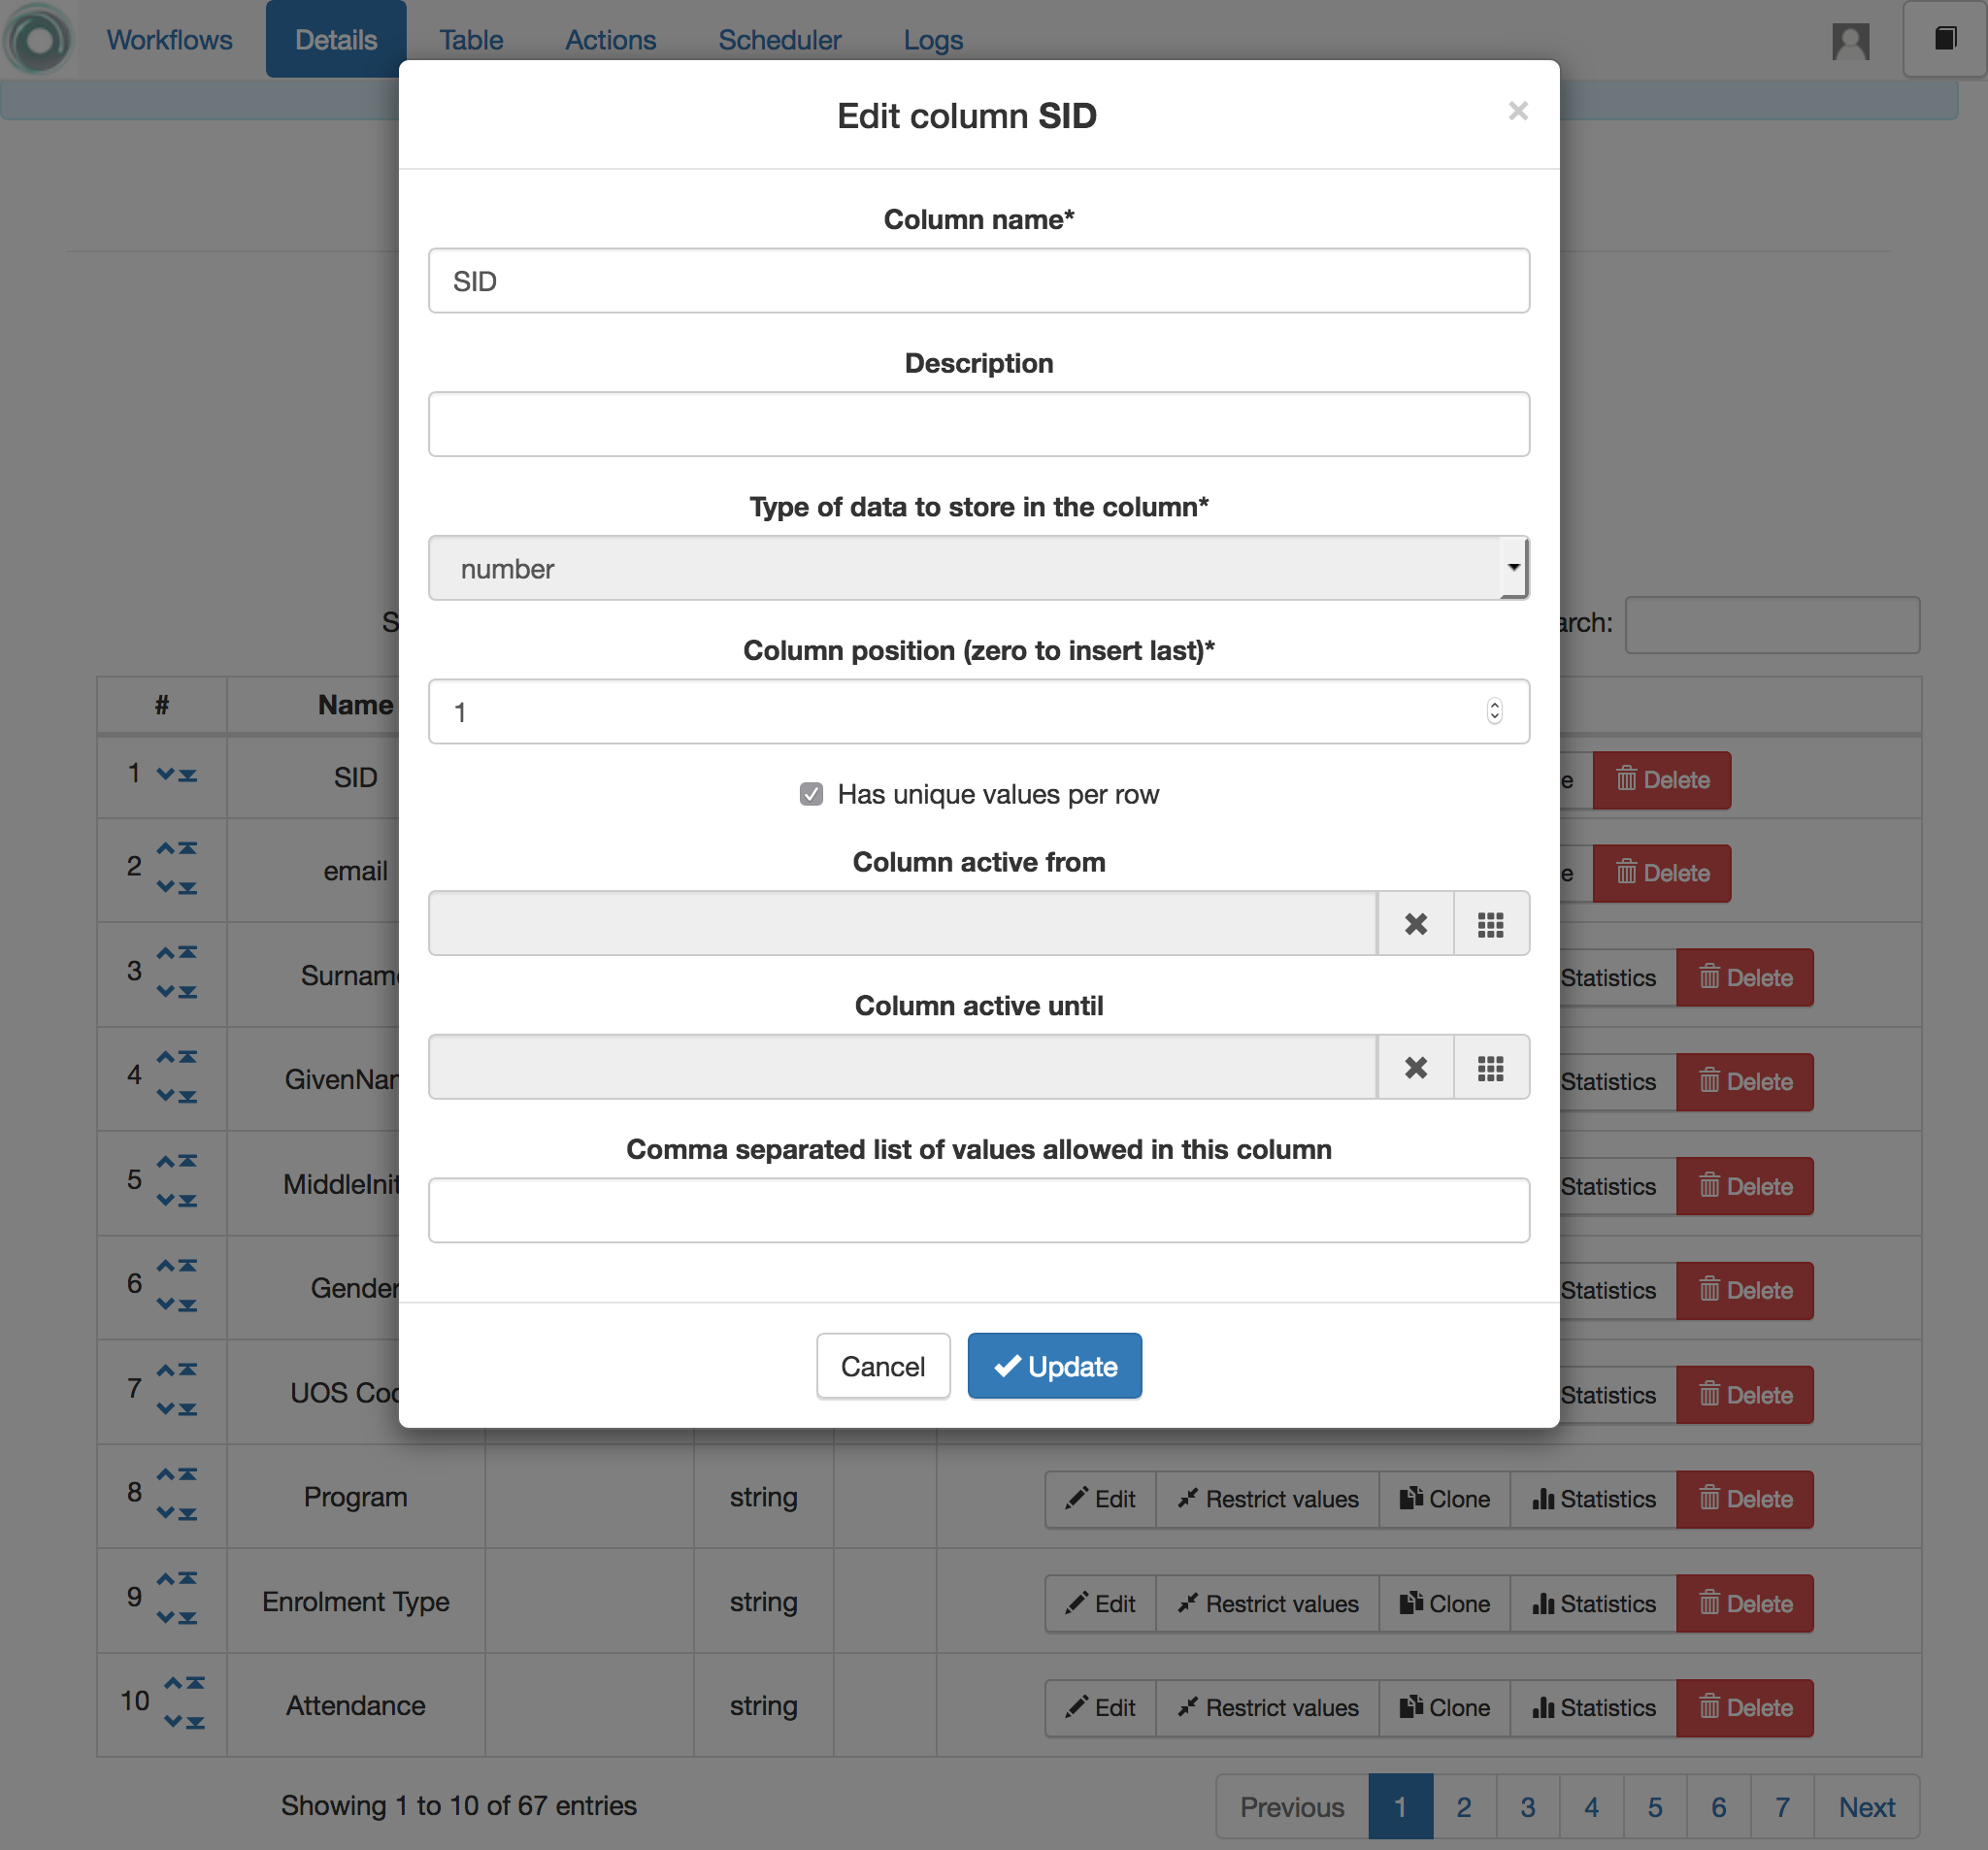 Workflows Details Table Actions Scheduler Logs
Edit column SID ×
Column name*
SID
Description
Type of data to store in the column*
number
Column position (zero to insert last)*
1
Has unique values per row
Column active from
Column active until
Comma separated list of values allowed in this column
Cancel Update
S arch:
# Name
1 SID e Delete
2 email e Delete
3 Surname Statistics Delete
4 GivenNar Statistics Delete
5 MiddleInit Statistics Delete
6 Gender Statistics Delete
7 UOS Coc Statistics Delete
8 Program string Edit Restrict values Clone Statistics Delete
9 Enrolment Type string Edit Restrict values Clone Statistics Delete
10 Attendance string Edit Restrict values Clone Statistics Delete
Showing 1 to 10 of 67 entries Previous 1 2 3 4 5 6 7 Next